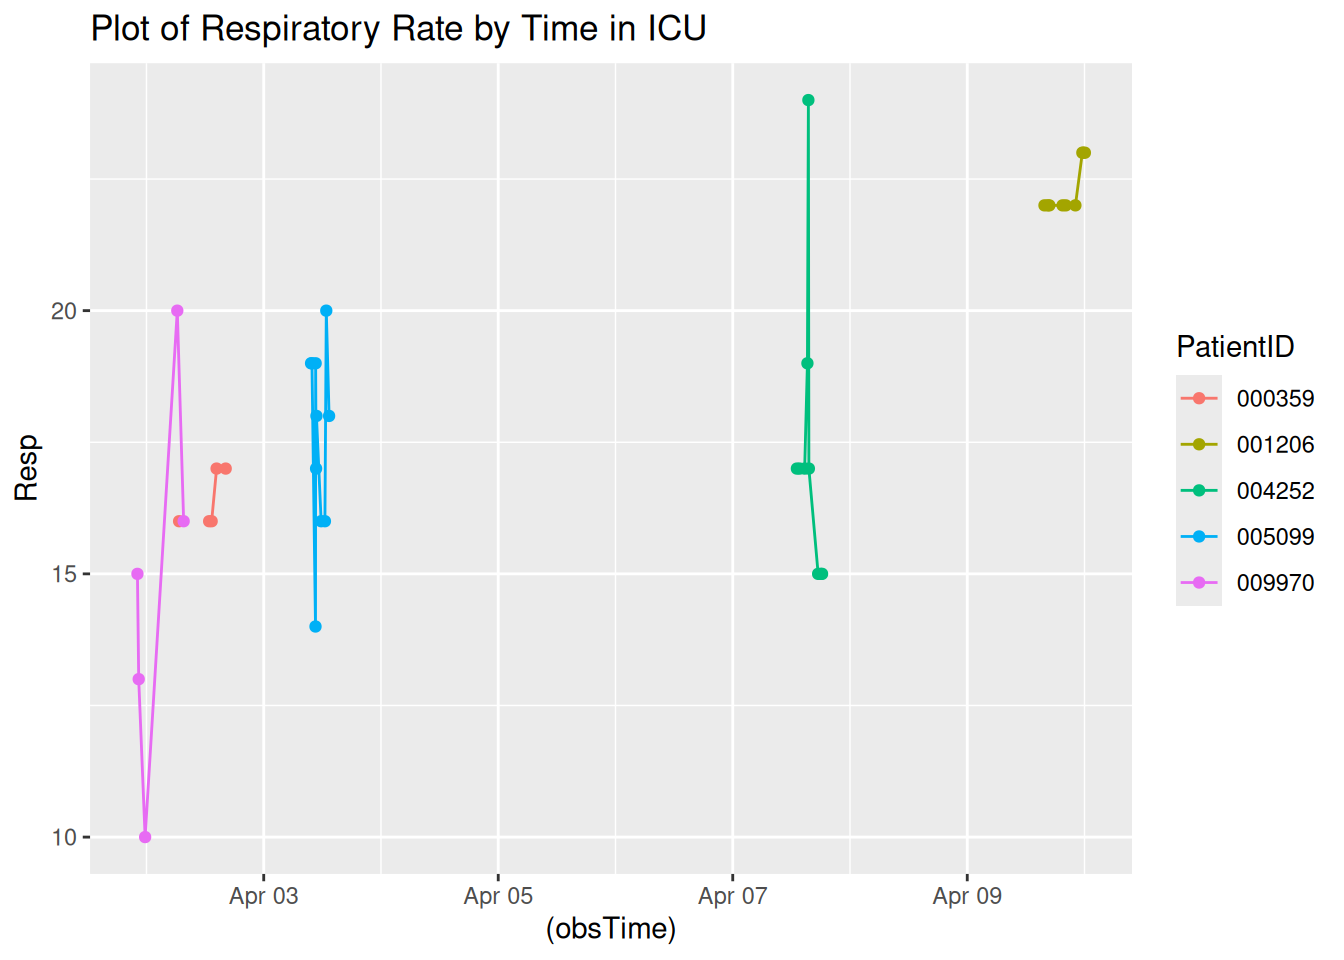 Plot of Respiratory Rate by Time in ICU
20
15
10
Resp
Apr 03
Apr 05
Apr 07
Apr 09
(obsTime)
PatientID
000359
001206
004252
005099
009970